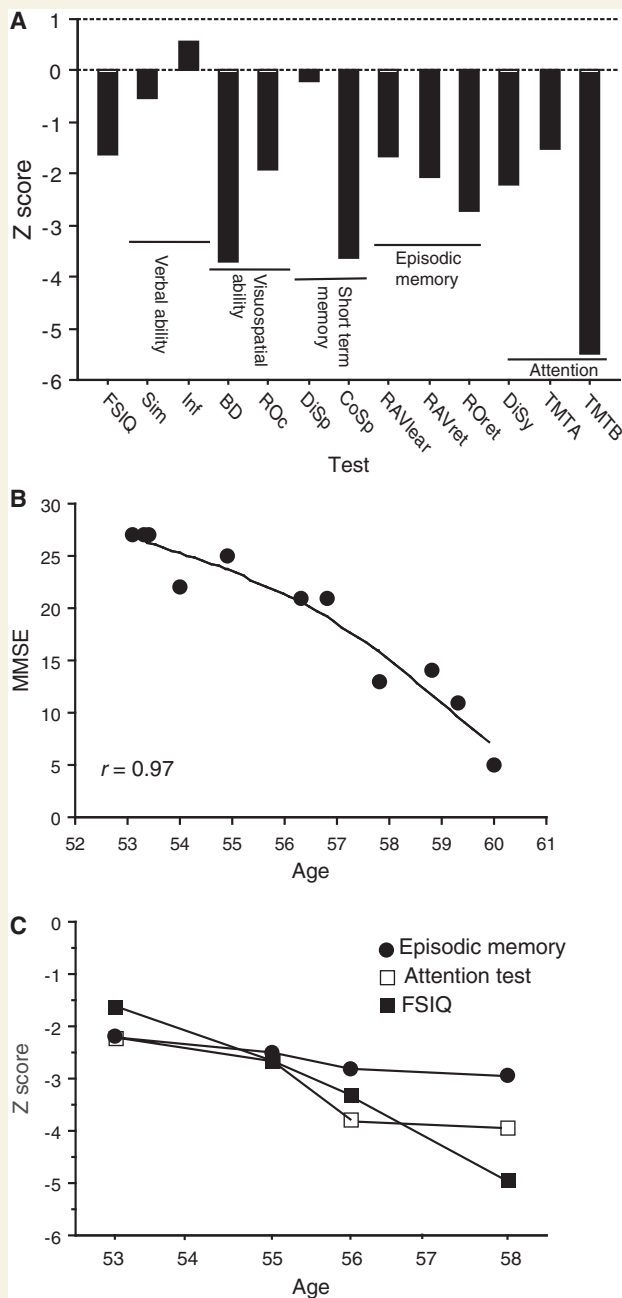 A
1
0
-1
-2
-3
-4
-5
-6
Z score
Verbal ability
Visuospatial
ability
Short term
memory
Episodic
memory
Attention
FSIQ
Sim
Inf
BD
ROc
DiSp
CoSp
RAVlear
RAVret
ROret
DiSy
TMTA
TMTB
Test
B
30
25
20
15
10
5
0
MMSE
r = 0.97
52 53 54 55 56 57 58 59 60 61
Age
C
0
-1
-2
-3
-4
-5
-6
Z score
Episodic memory
Attention test
FSIQ
53 54 55 56 57 58
Age